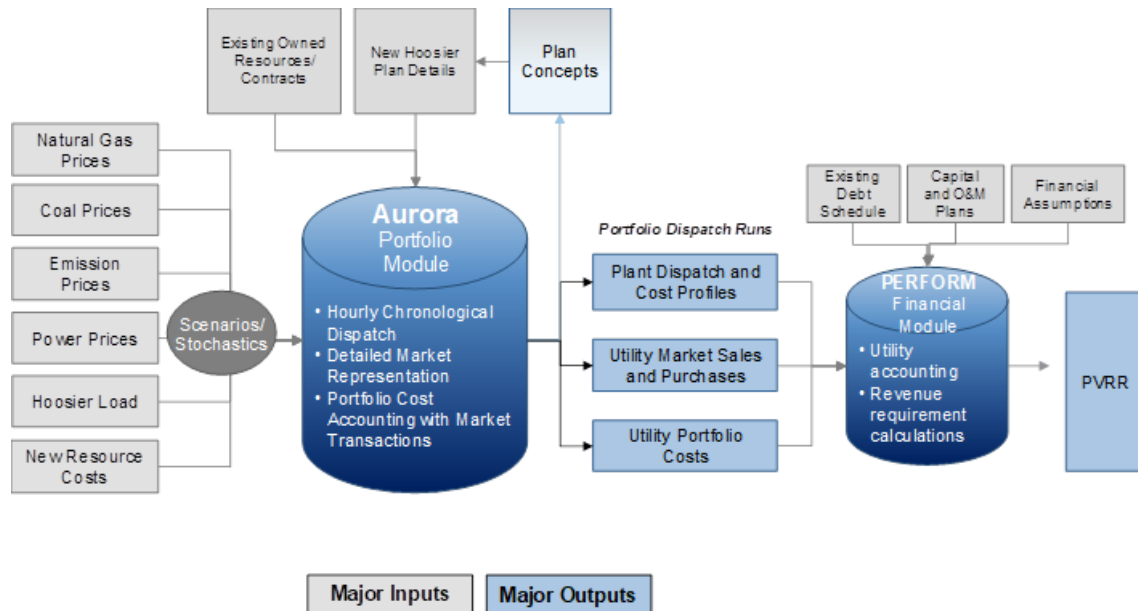 Existing Owned
Resources/
Contracts
New Hoosier
Plan Details
Plan
Concepts
Natural Gas
Prices
Coal Prices
Emission
Prices
Power Prices
Hoosier Load
New Resource
Costs
Scenarios/
Stochastics
Aurora
Portfolio
Module
• Hourly Chronological
Dispatch
• Detailed Market
Representation
• Portfolio Cost
Accounting with Market
Transactions
Portfolio Dispatch Runs
Plant Dispatch and
Cost Profiles
Utility Market Sales
and Purchases
Utility Portfolio
Costs
Existing
Debt
Schedule
Capital
and O&M
Plans
Financial
Assumptions
PERFORM
Financial
Module
• Utility
accounting
• Revenue
requirement
calculations
PVRR
Major Inputs
Major Outputs